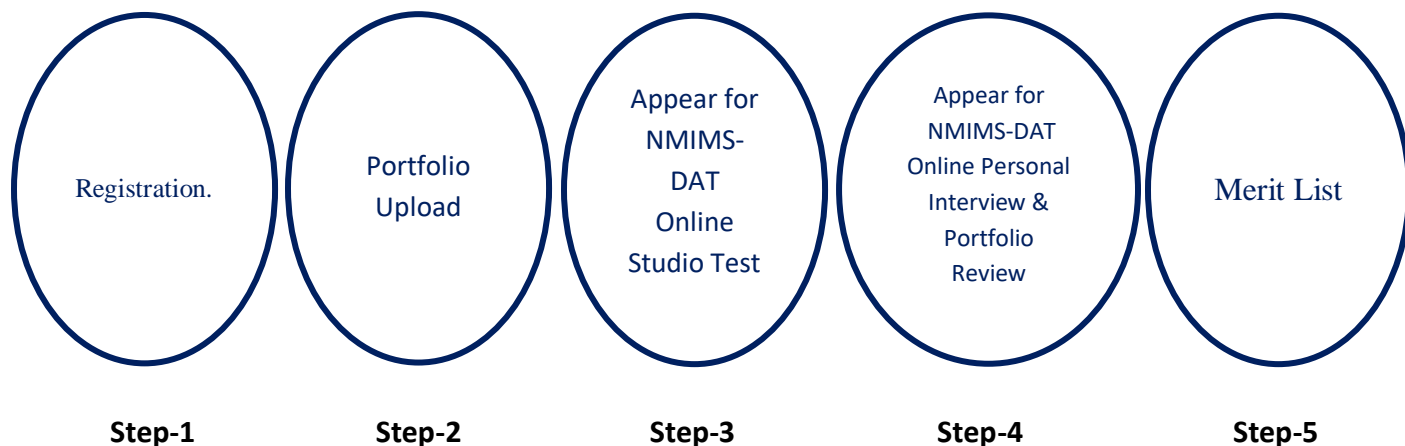 Registration.
Portfolio
Upload
Appear for
NMIMS-
DAT
Online
Studio Test
Appear for
NMIMS-DAT
Online Personal
Interview &
Portfolio
Review
Merit List
Step-1
Step-2
Step-3
Step-4
Step-5